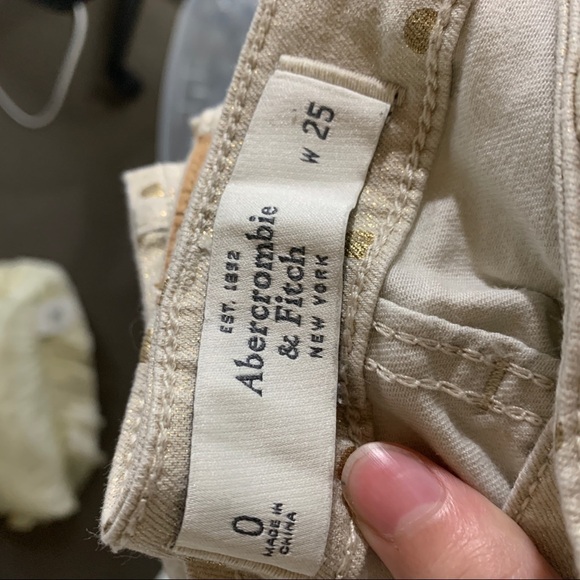 W 25
EST. 1892
Abercrombie
& Fitch
NEW YORK
0
MADE IN
CHINA